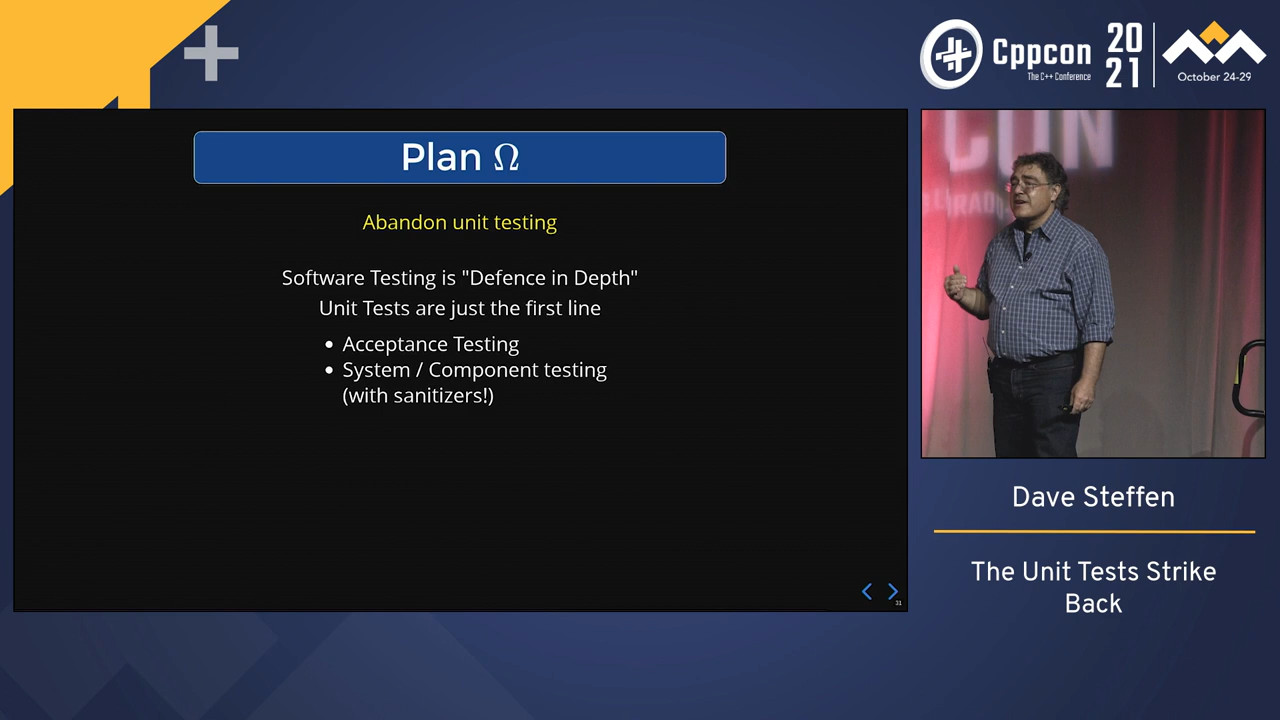 Cppcon
The C++ Conference
20
21
October 24-29
Plan Ω
Abandon unit testing
Software Testing is "Defence in Depth"
Unit Tests are just the first line
• Acceptance Testing
• System / Component testing
(with sanitizers!)
31
CON
Dave Steffen
The Unit Tests Strike
Back